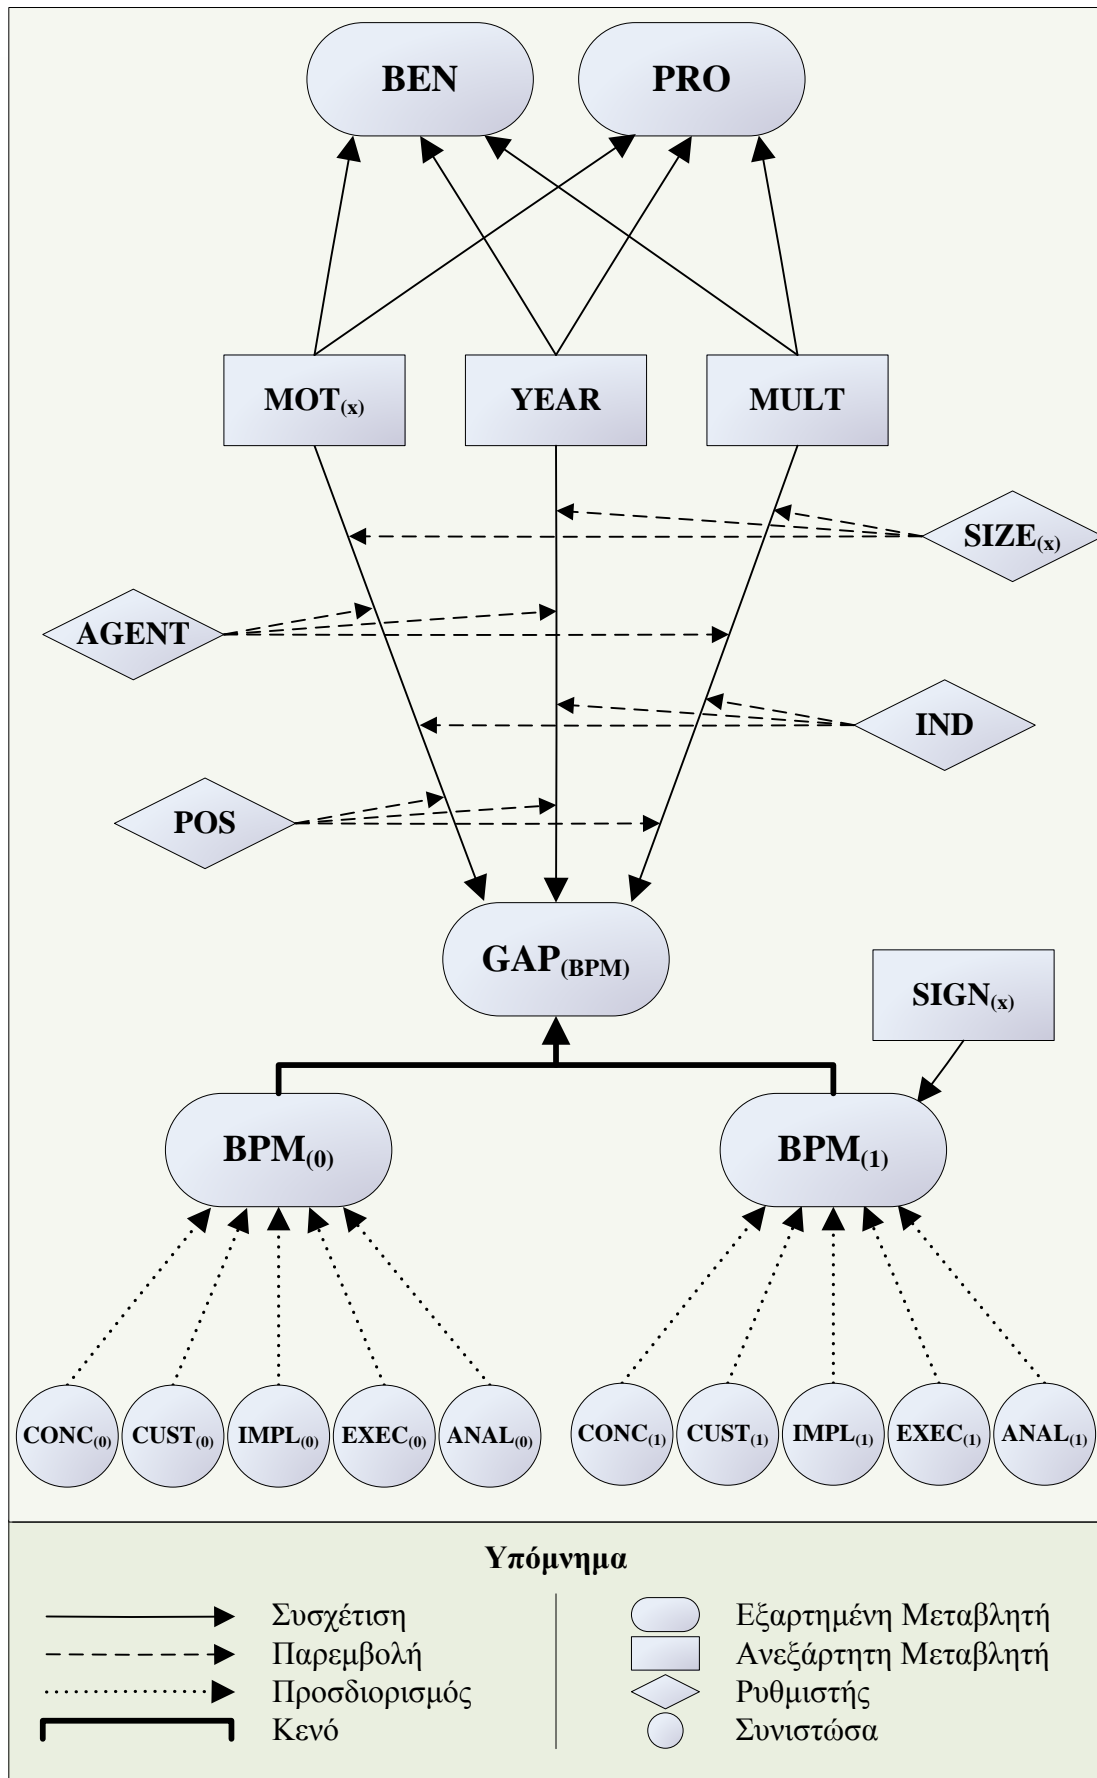 BEN PRO
MOT(x) YEAR MULT
SIZE(x)
AGENT
IND
POS
GAP(BPM)
SIGN(x)
BPM(0) BPM(1)
CONC(0) CUST(0) IMPL(0) EXEC(0) ANAL(0) CONC(1) CUST(1) IMPL(1) EXEC(1) ANAL(1)
Υπόμνημα
Συσχέτιση
Παρεμβολή
Προσδιορισμός
Κενό
Εξαρτημένη Μεταβλητή
Ανεξάρτητη Μεταβλητή
Ρυθμιστής
Συνιστώσα